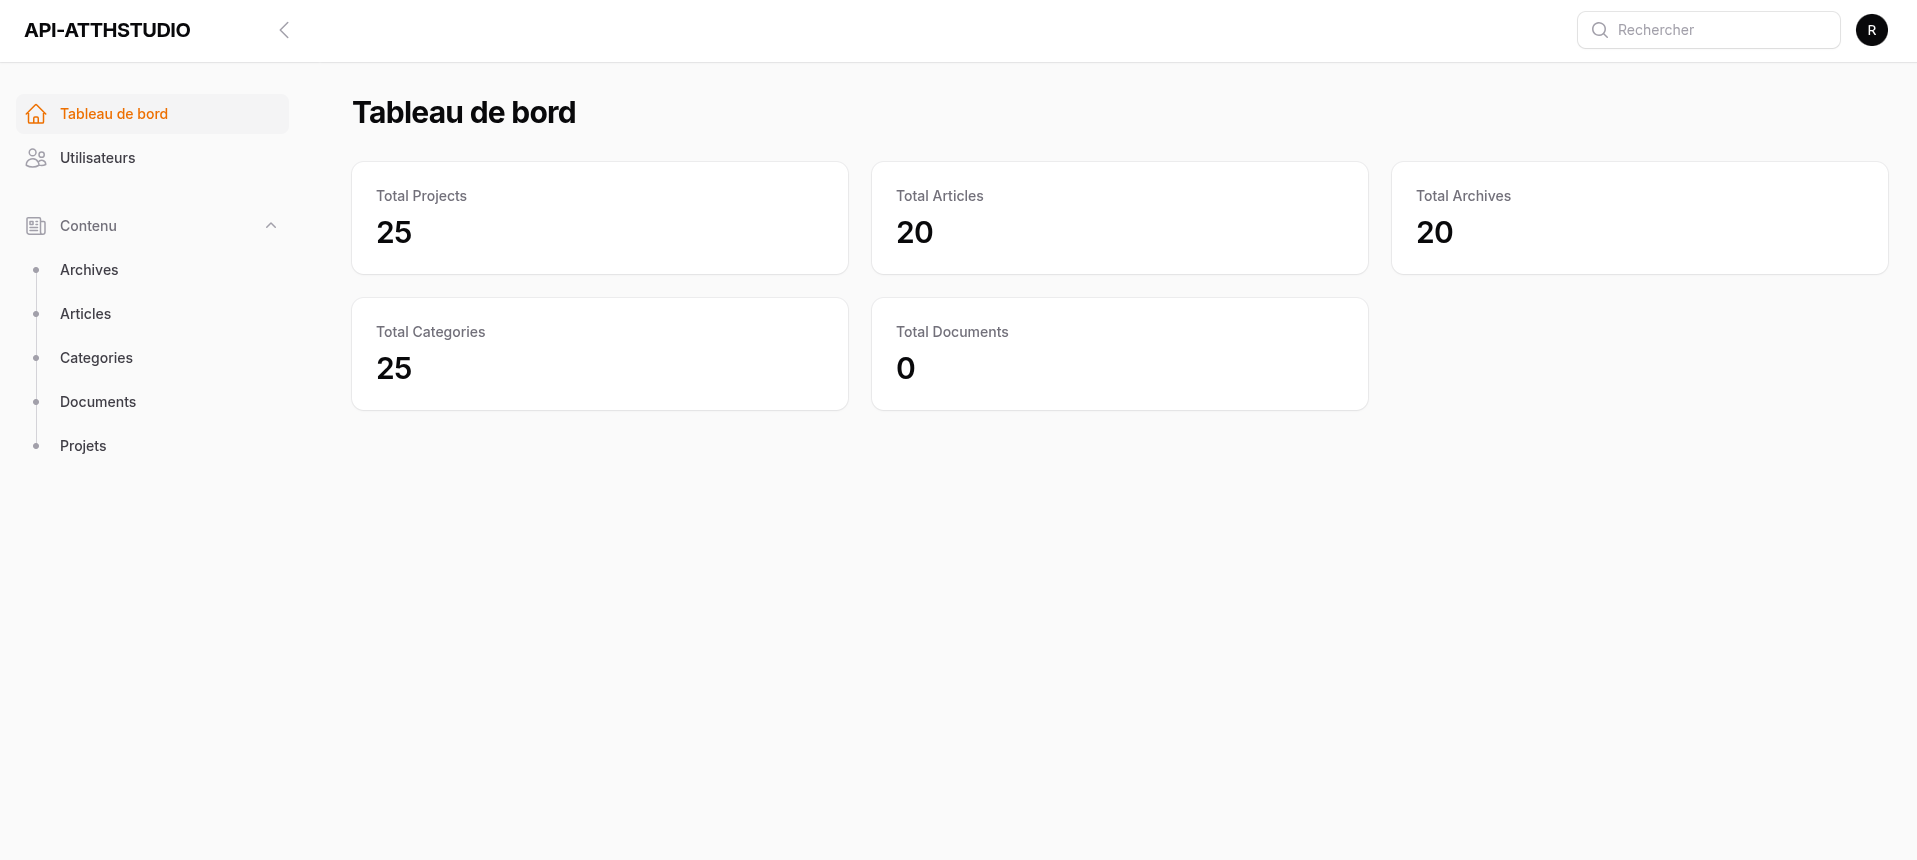 API-ATTHSTUDIO
Rechercher
R
Tableau de bord
Utilisateurs
Contenu
Archives
Articles
Categories
Documents
Projets
Tableau de bord
Total Projects
25
Total Articles
20
Total Archives
20
Total Categories
25
Total Documents
0